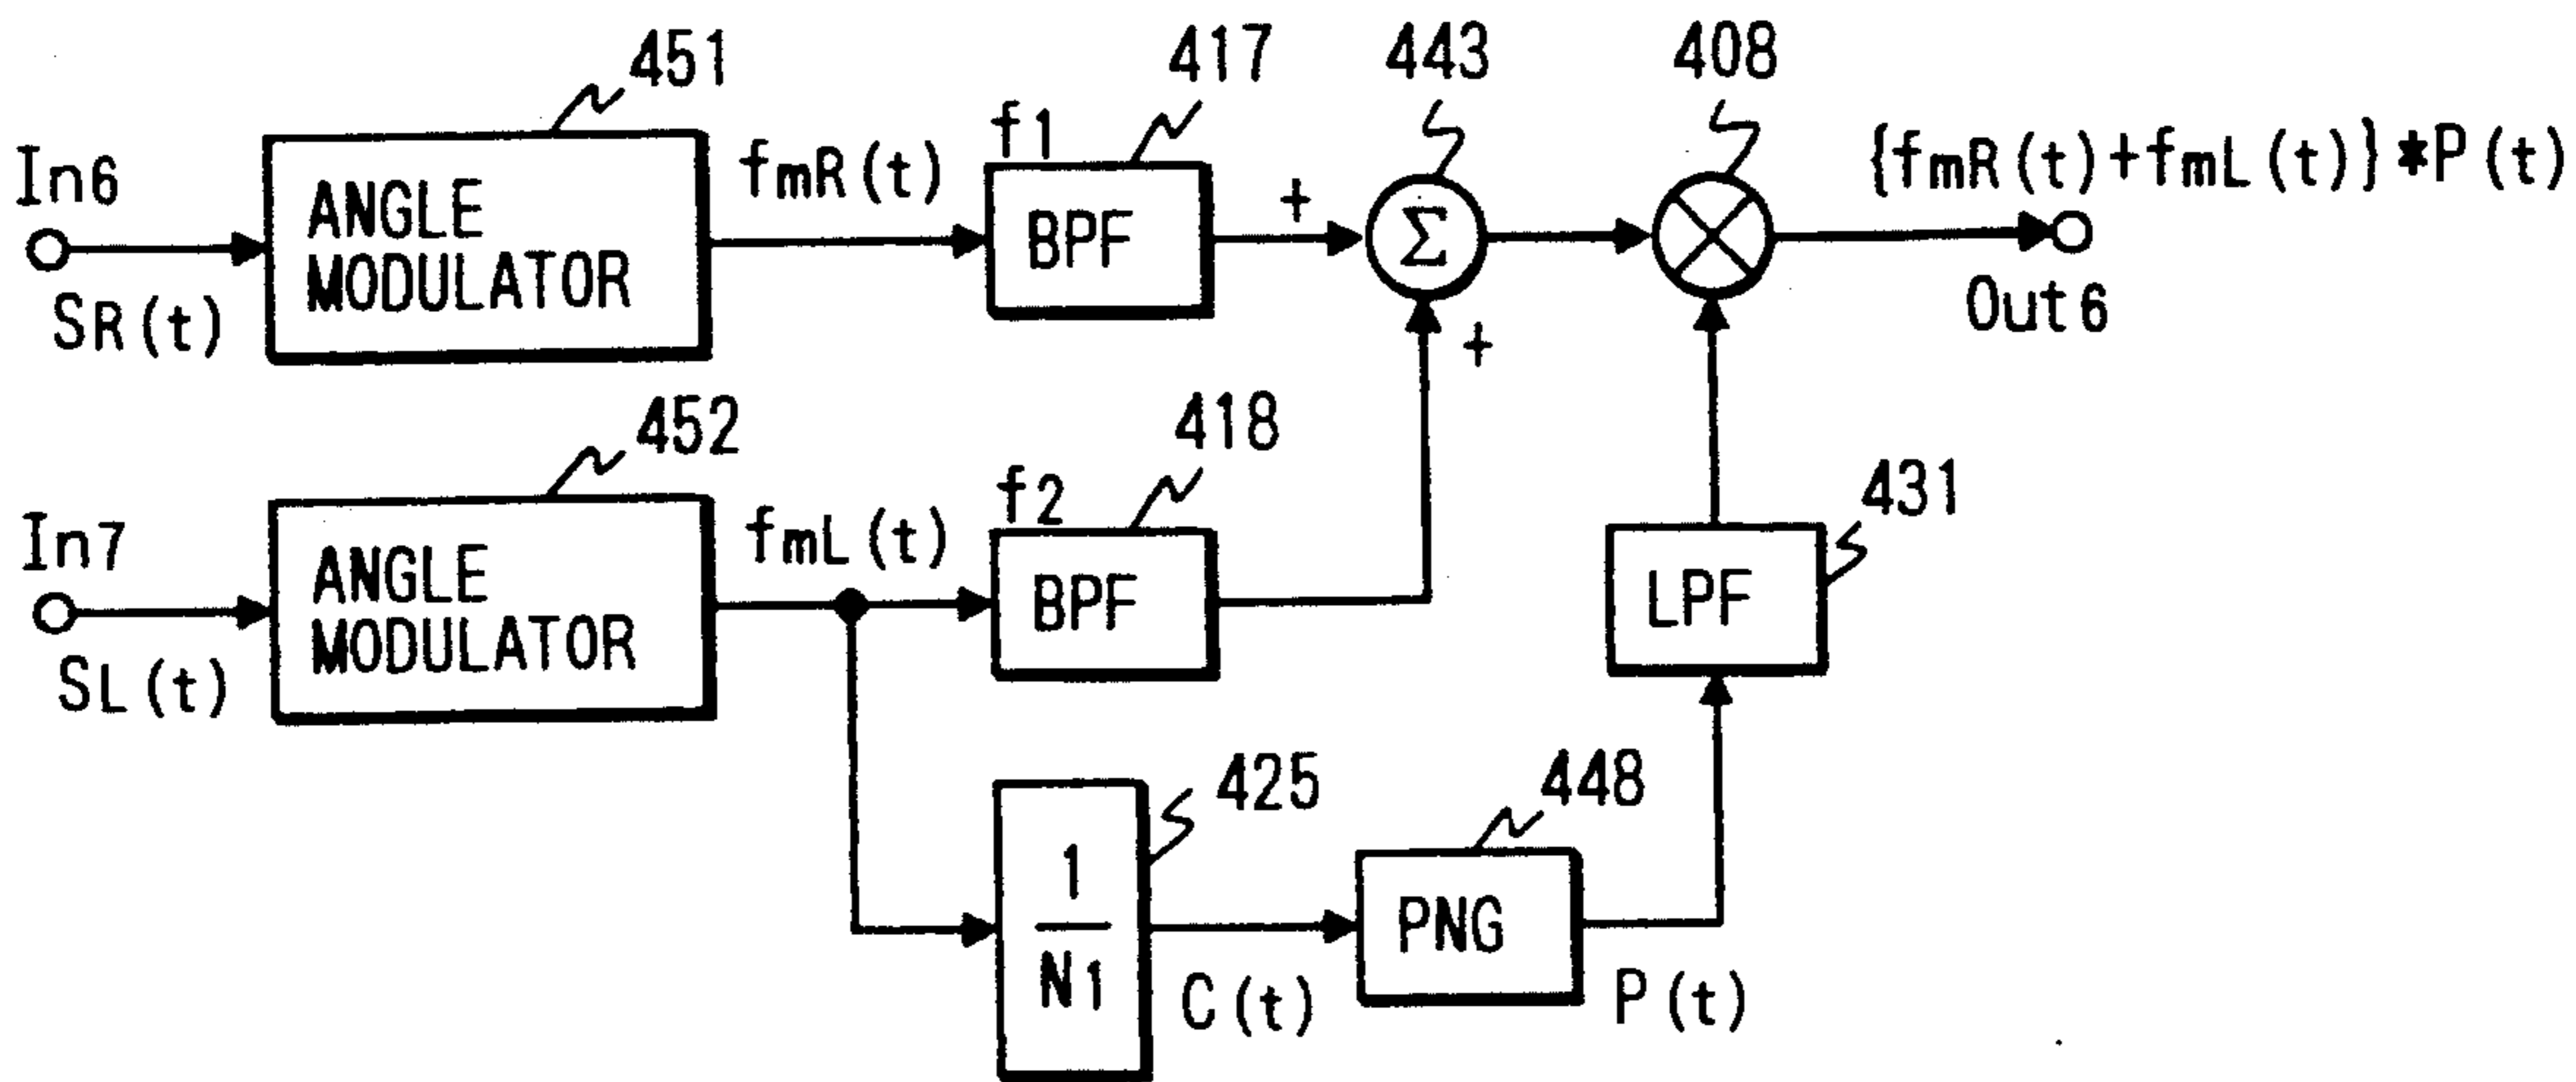 451
417
443
408
In6
ANGLE
MODULATOR
SR(t)
fmR(t)
f1
BPF
+
Σ
+
{fmR(t)+fmL(t)}*P(t)
Out6
452
418
431
In7
ANGLE
MODULATOR
SL(t)
fmL(t)
f2
BPF
LPF
425
448
1
N1
C(t)
PNG
P(t)